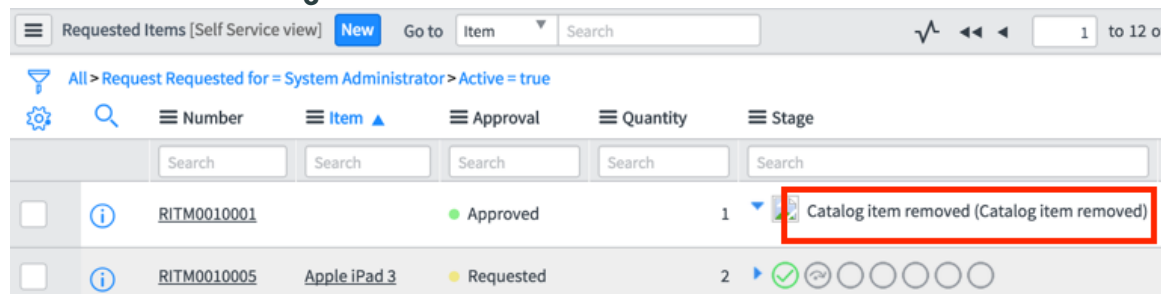 Requested Items [Self Service view] New Go to Item Search 1 to 12 o
All > Request Requested for = System Administrator > Active = true
Number Item Approval Quantity Stage
Search Search Search Search Search
RITM0010001 Approved 1 Catalog item removed (Catalog item removed)
RITM0010005 Apple iPad 3 Requested 2